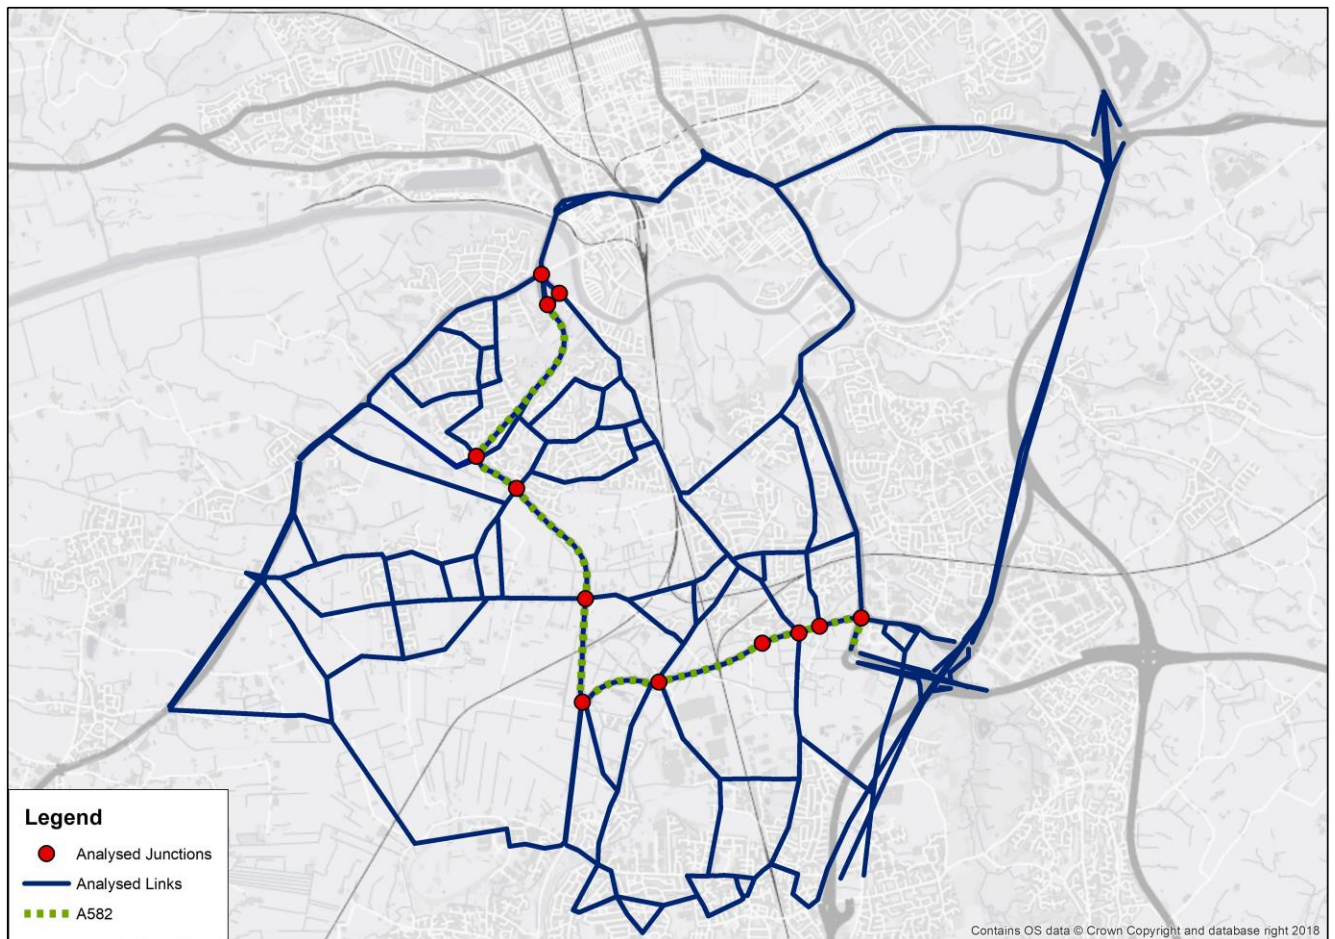 Legend
Analysed Junctions
Analysed Links
A582
Contains OS data © Crown Copyright and database right 2018